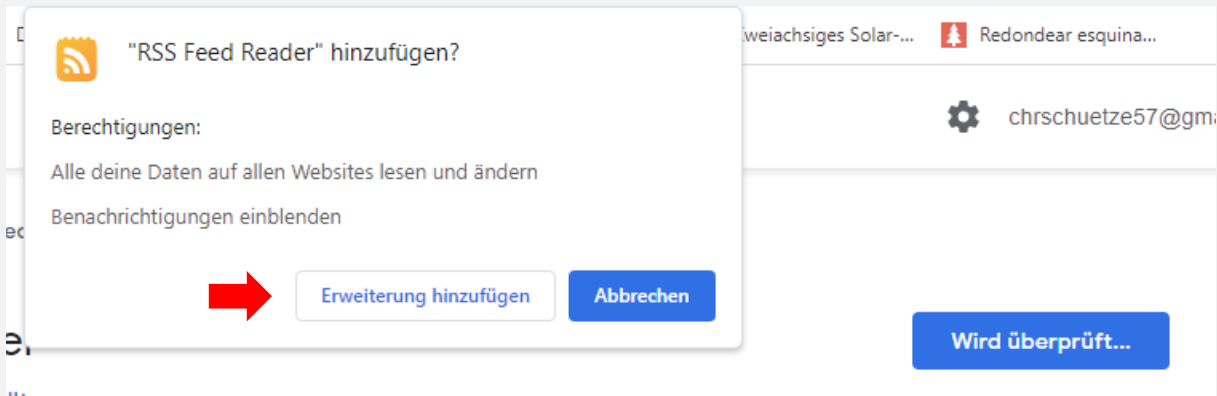 "RSS Feed Reader" hinzufügen?
Berechtigungen:
Alle deine Daten auf allen Websites lesen und ändern
Benachrichtigungen einblenden
Erweiterung hinzufügen
Abbrechen
weiachsiges Solar-...
Redondear esquina...
chrschuetze57@gma
Wird überprüft...